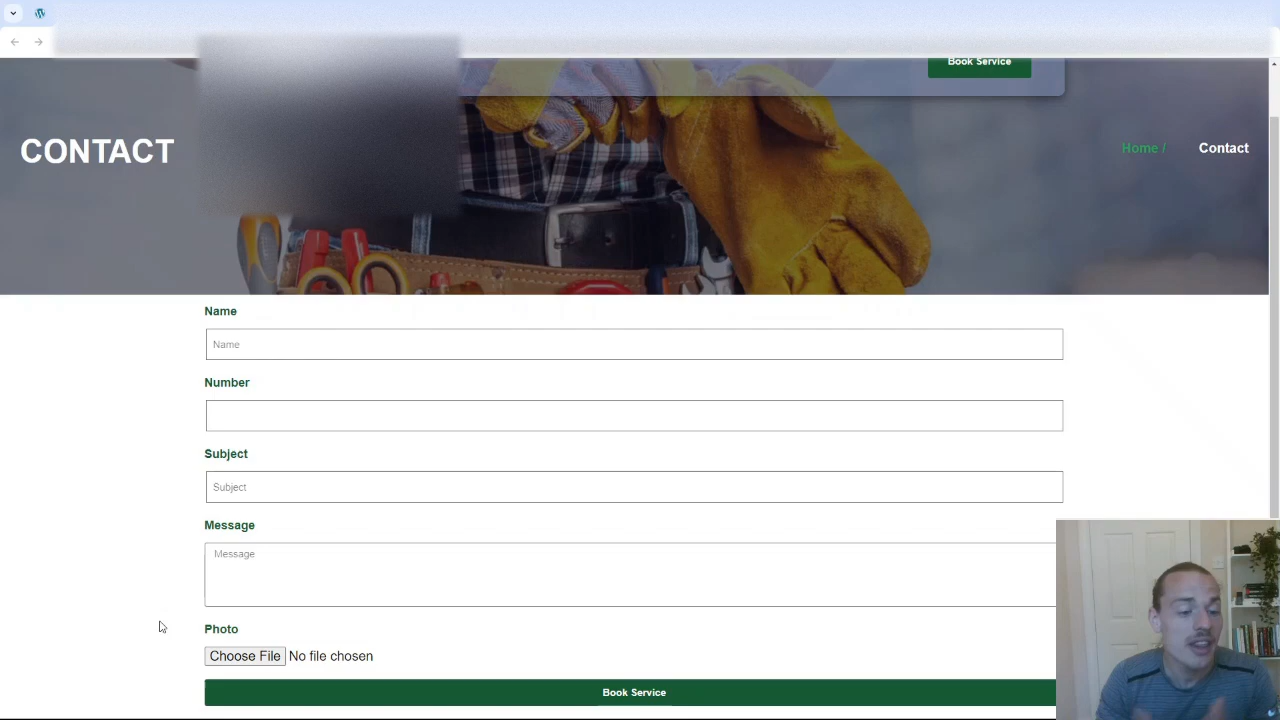 Book Service
CONTACT
Home /
Contact
Name
Name
Number
Subject
Subject
Message
Message
Photo
Choose File No file chosen
Book Service